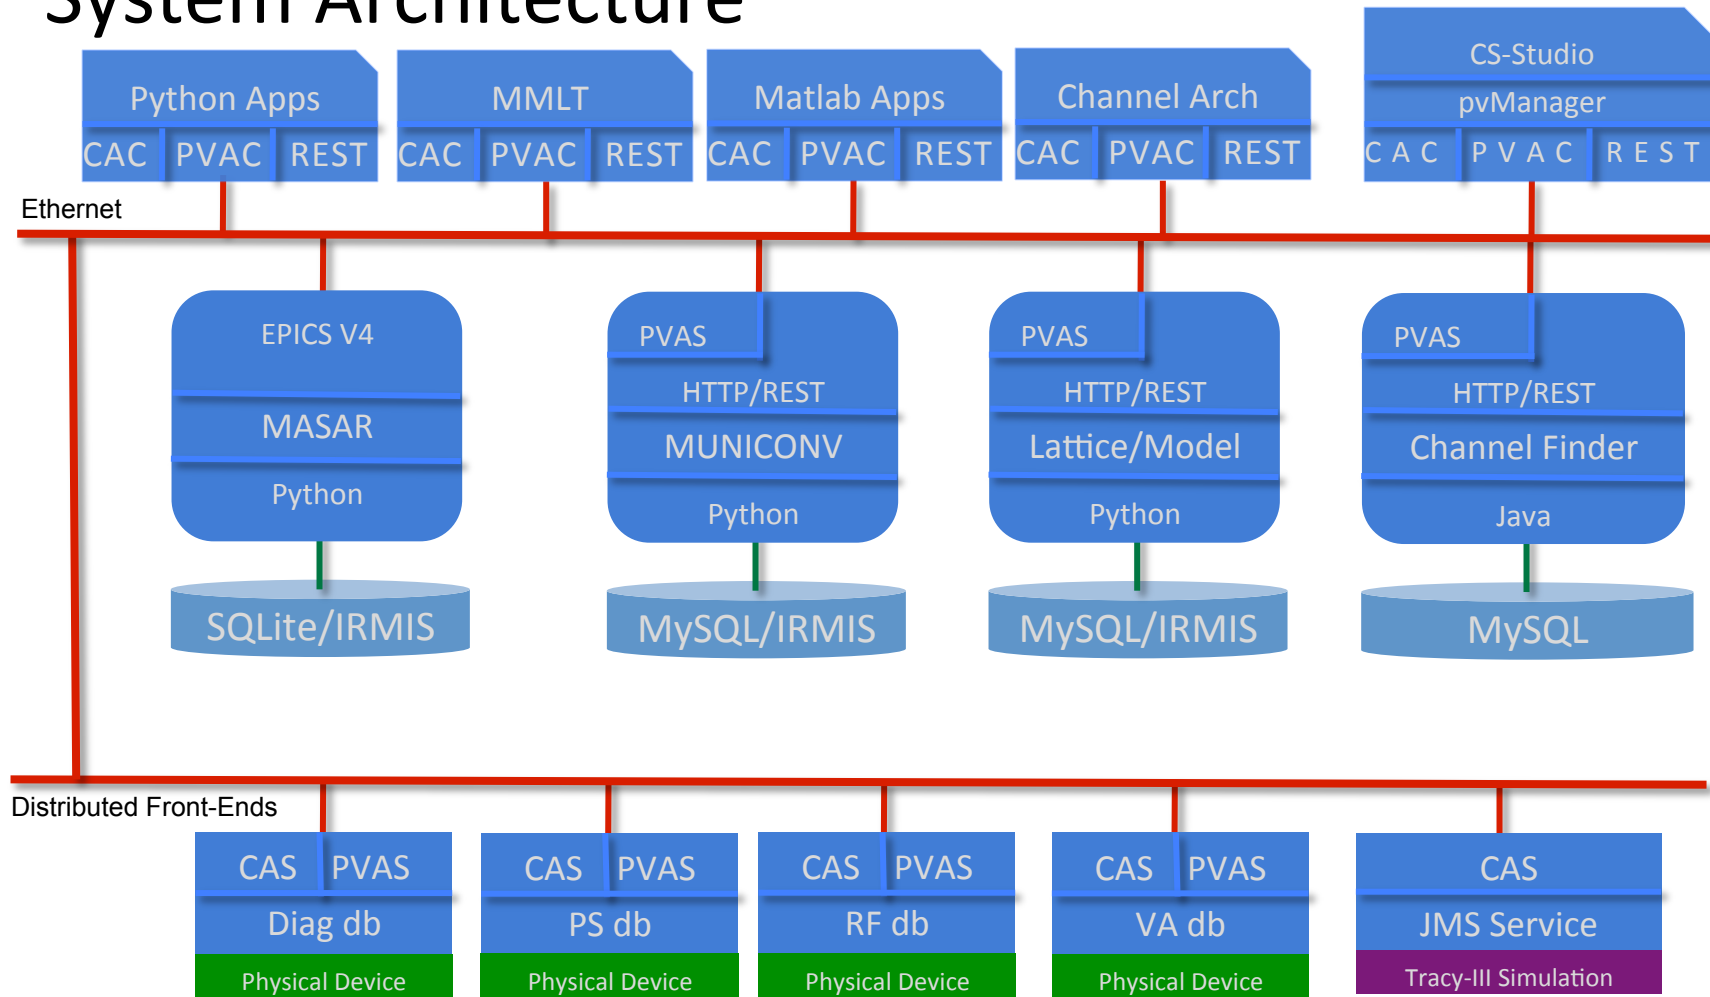 System Architecture
Python Apps
CAC PVAC REST
MMLT
CAC PVAC REST
Matlab Apps
CAC PVAC REST
Channel Arch
CAC PVAC REST
CS-Studio
pvManager
CAC PVAC REST
Ethernet
EPICS V4
MASAR
Python
SQLite/IRMIS
PVAS
HTTP/REST
MUNICONV
Python
MySQL/IRMIS
PVAS
HTTP/REST
Lattice/Model
Python
MySQL/IRMIS
PVAS
HTTP/REST
Channel Finder
Java
MySQL
Distributed Front-Ends
CAS PVAS
Diag db
Physical Device
CAS PVAS
PS db
Physical Device
CAS PVAS
RF db
Physical Device
CAS PVAS
VA db
Physical Device
CAS
JMS Service
Tracy-III Simulation